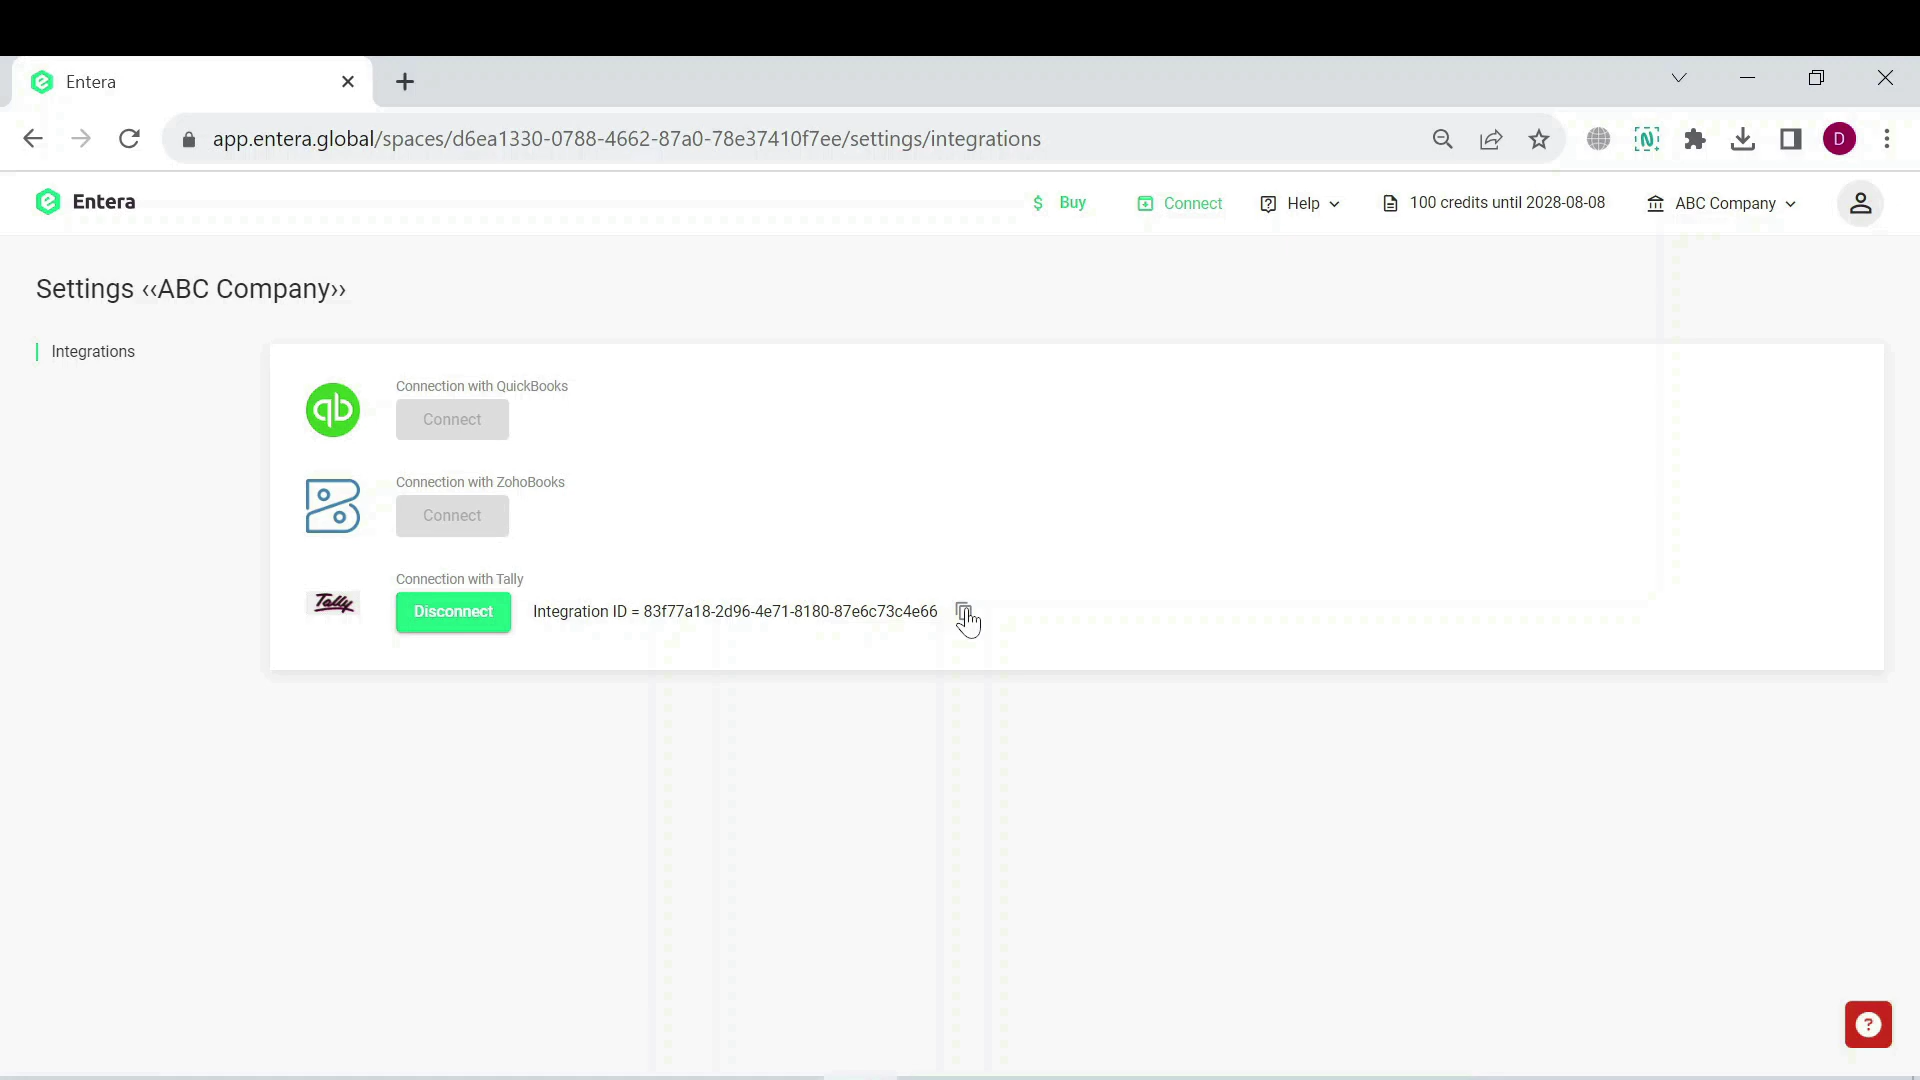 Entera
app.entera.global/spaces/d6ea1330-0788-4662-87a0-78e37410f7ee/settings/integrations
D
Entera
$ Buy
Connect
Help
100 credits until 2028-08-08
ABC Company
Settings ‹‹ABC Company››
Integrations
qb
Connection with QuickBooks
Connect
Connection with ZohoBooks
Connect
Connection with Tally
Tally
Disconnect
Integration ID = 83f77a18-2d96-4e71-8180-87e6c73c4e66
?